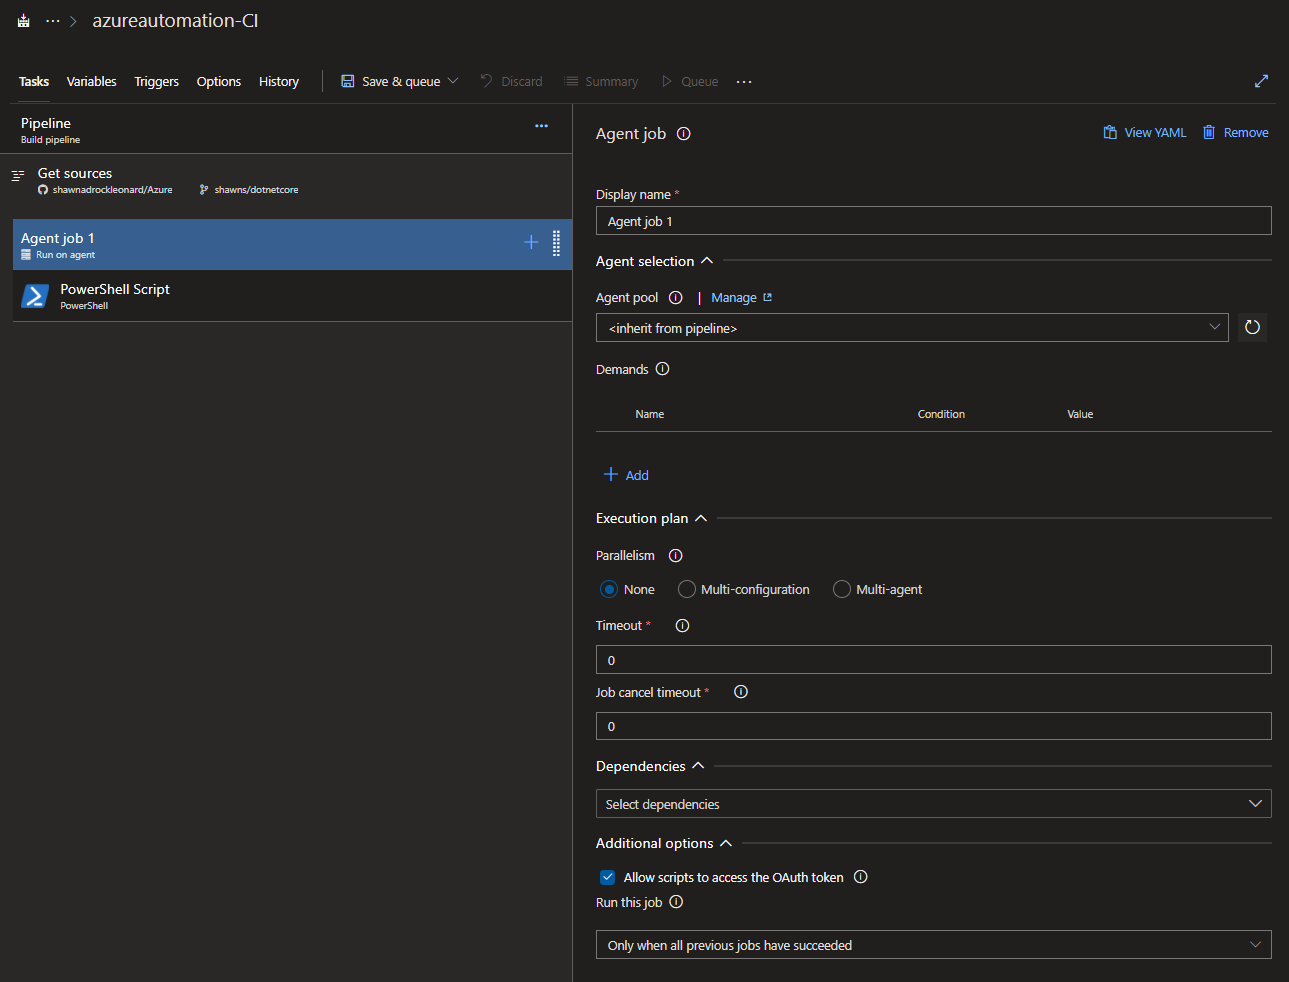 azureautomation-CI
Tasks Variables Triggers Options History Save & queue Discard Summary Queue
Pipeline
Build pipeline
Get sources
shawnadrockleonard/Azure shawns/dotnetcore
Agent job 1
Run on agent
PowerShell Script
PowerShell
Agent job View YAML Remove
Display name *
Agent job 1
Agent selection
Agent pool | Manage
<inherit from pipeline>
Demands
Name Condition Value
Add
Execution plan
Parallelism
None Multi-configuration Multi-agent
Timeout *
0
Job cancel timeout *
0
Dependencies
Select dependencies
Additional options
Allow scripts to access the OAuth token
Run this job
Only when all previous jobs have succeeded